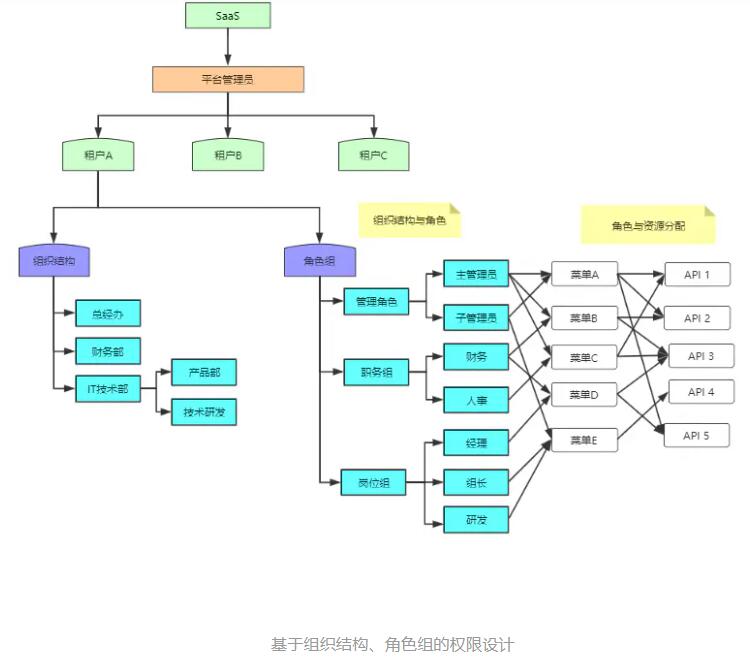 SaaS
平台管理员
租户A
租户B
租户C
组织结构与角色
角色与资源分配
组织结构
角色组
总经办
财务部
IT技术部
产品部
技术研发
管理角色
职务组
岗位组
主管理员
子管理员
财务
人事
经理
组长
研发
菜单A
菜单B
菜单C
菜单D
菜单E
API 1
API 2
API 3
API 4
API 5
基于组织结构、角色组的权限设计